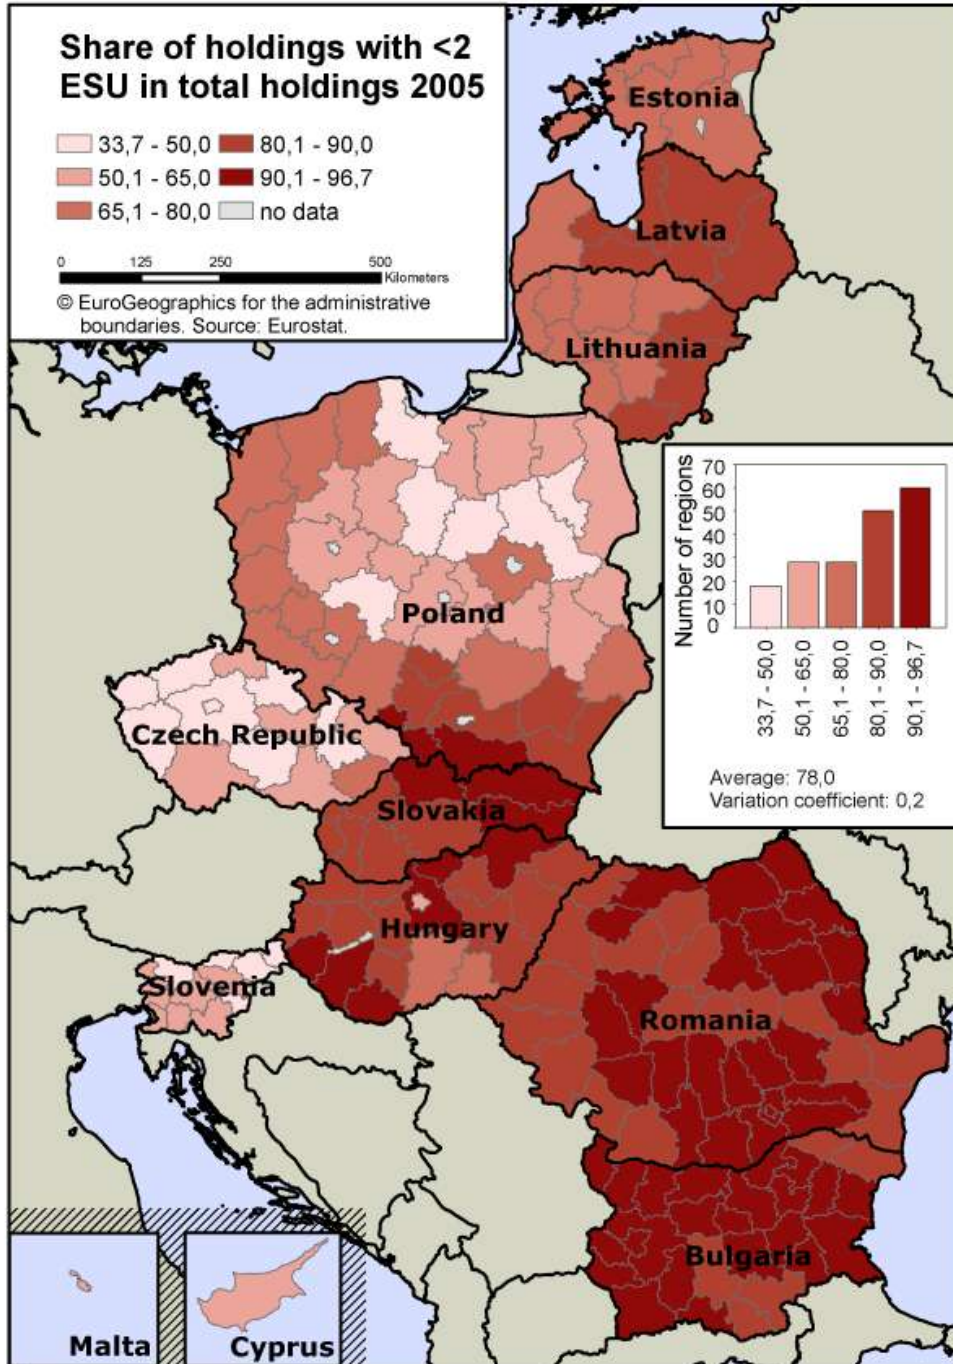 Share of holdings with <2
ESU in total holdings 2005
33,7 - 50,0
80,1 - 90,0
50,1 - 65,0
90,1 - 96,7
65,1 - 80,0
no data
0 125 250 500
Kilometers
© EuroGeographics for the administrative
boundaries. Source: Eurostat.
Estonia
Latvia
Lithuania
Poland
Czech Republic
Slovakia
Hungary
Slovenia
Romania
Bulgaria
Malta
Cyprus
Number of regions
70
60
50
40
30
20
10
0
33,7 - 50,0
50,1 - 65,0
65,1 - 80,0
80,1 - 90,0
90,1 - 96,7
Average: 78,0
Variation coefficient: 0,2